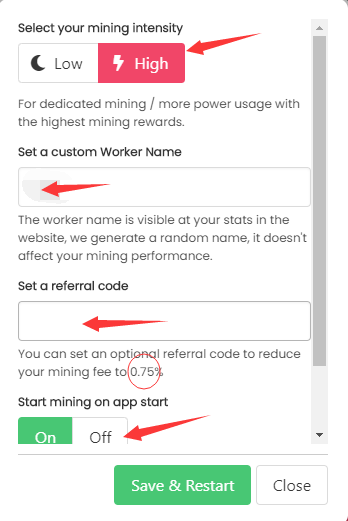 Select your mining intensity
Low High
For dedicated mining / more power usage with
the highest mining rewards.
Set a custom Worker Name
The worker name is visible at your stats in the
website, we generate a random name, it doesn't
affect your mining performance.
Set a referral code
You can set an optional referral code to reduce
your mining fee to 0.75%
Start mining on app start
On Off
Save & Restart Close